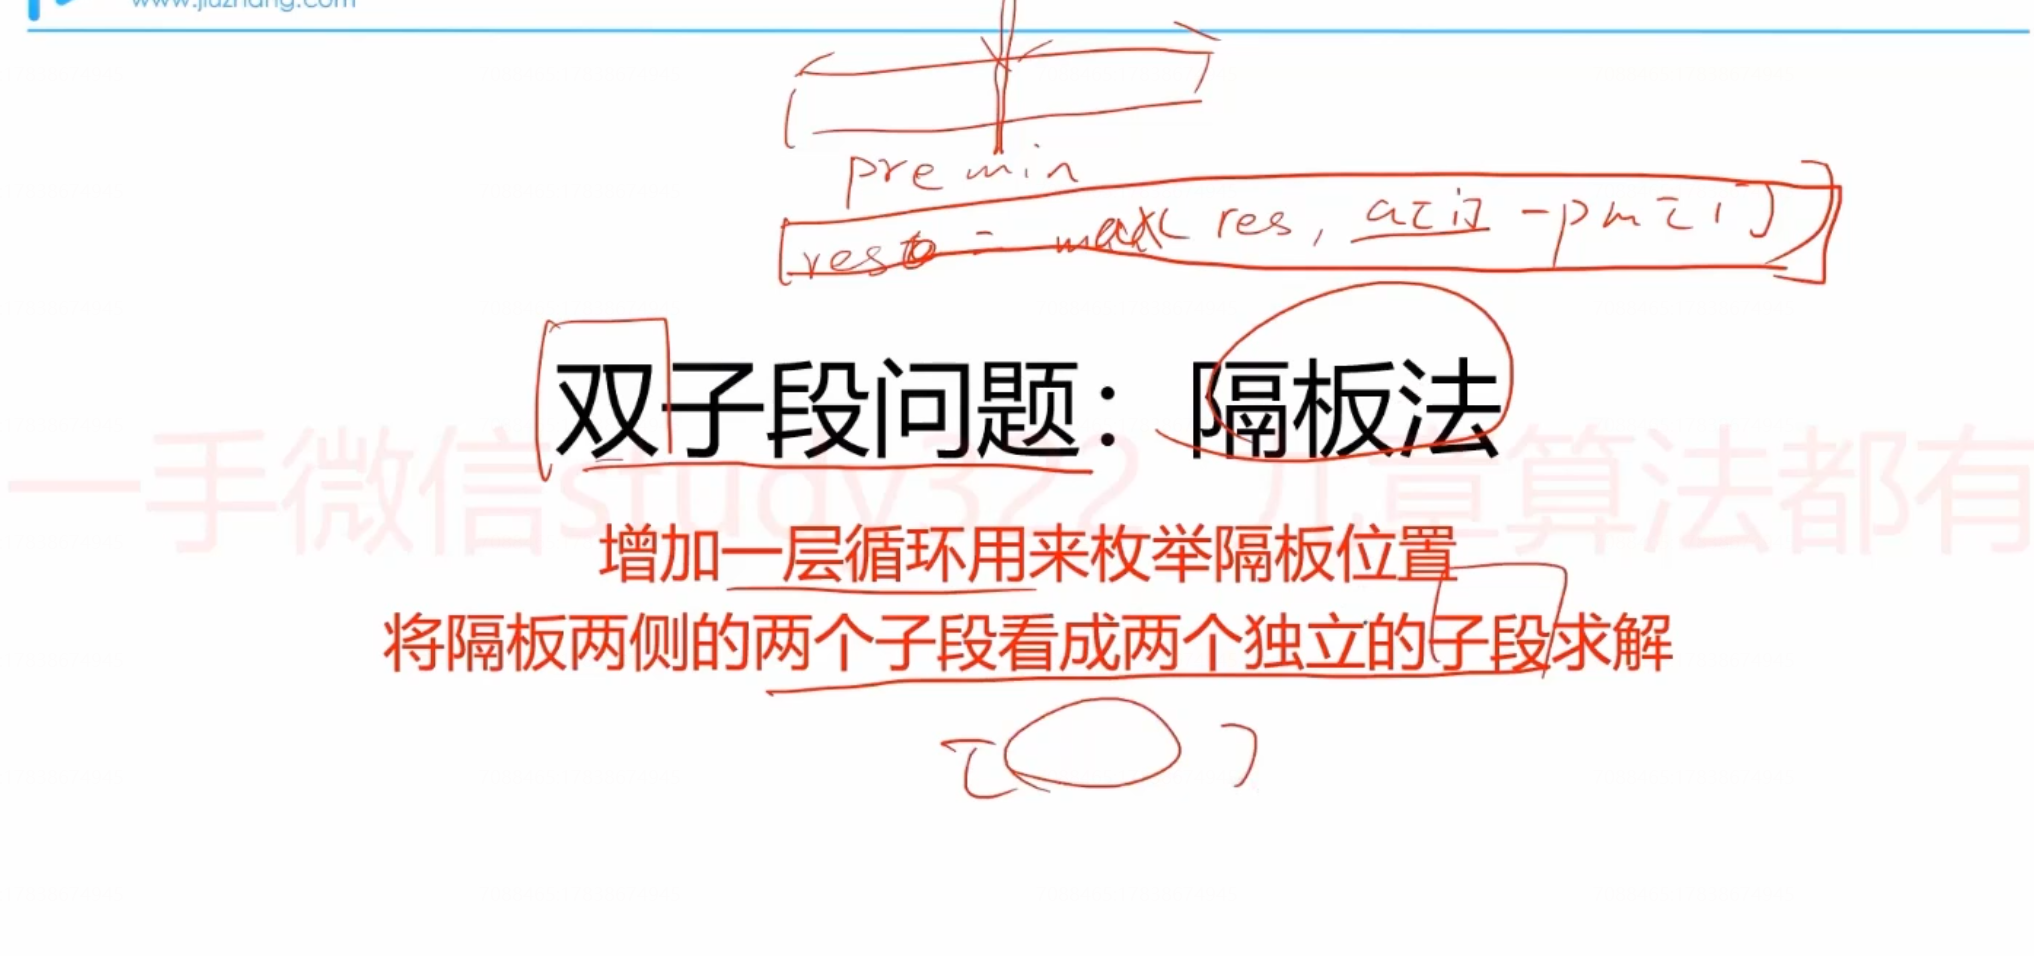 www.jiuzhang.com
pre min
res = max( res, a[i] - pm[i]
双子段问题：隔板法
一手微信study322 九章算法都有
增加一层循环用来枚举隔板位置
将隔板两侧的两个子段看成两个独立的子段求解